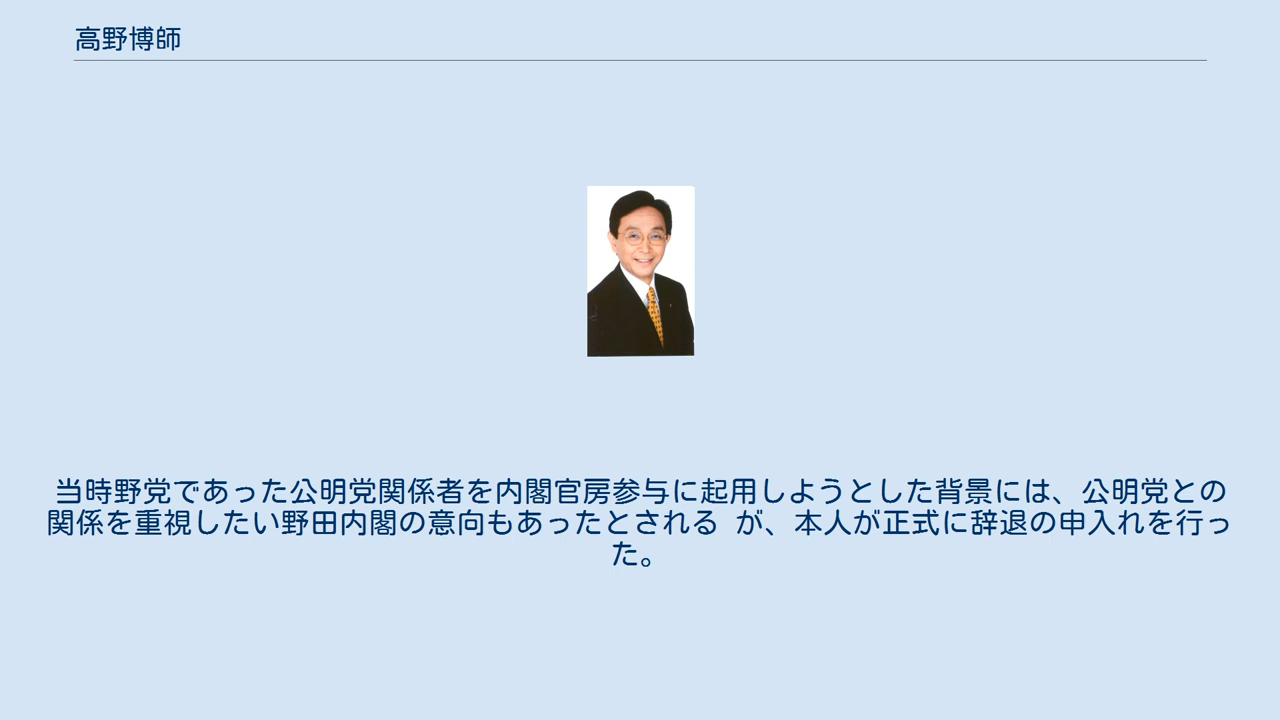 高野博師
当時野党であった公明党関係者を内閣官房参与に起用しようとした背景には、公明党との
関係を重視したい野田内閣の意向もあったとされる が、本人が正式に辞退の申入れを行っ
た。